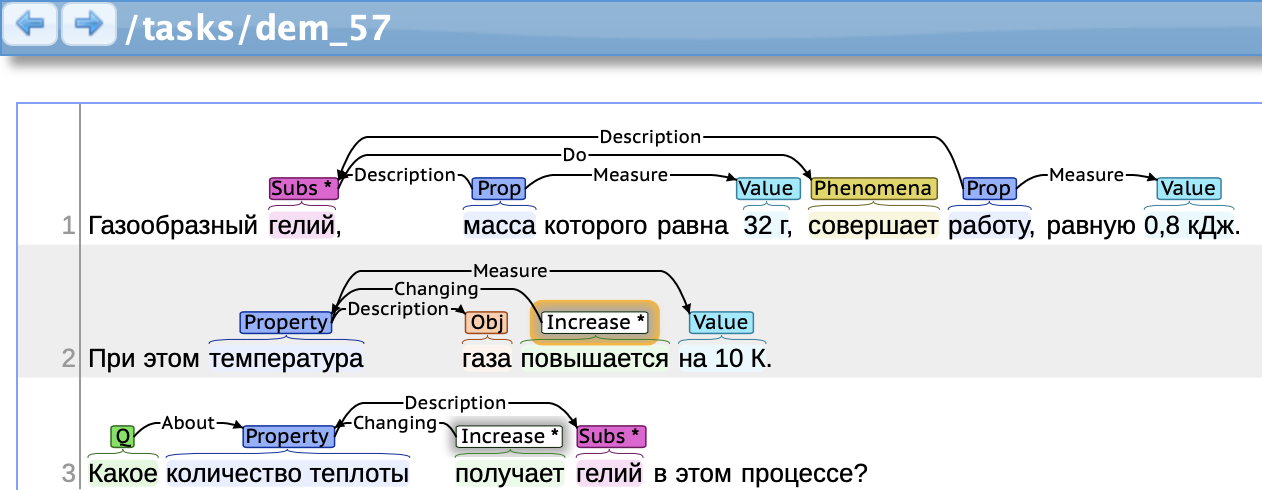 /tasks/dem_57
Description
Do
Description Measure Measure
Subs * Prop Value Phenomena Prop Value
1 Газообразный гелий, масса которого равна 32 г, совершает работу, равную 0,8 кДж.
Measure
Changing
Description
Property Obj Increase * Value
2 При этом температура газа повышается на 10 К.
Description
About Changing
Q Property Increase * Subs *
3 Какое количество теплоты получает гелий в этом процессе?